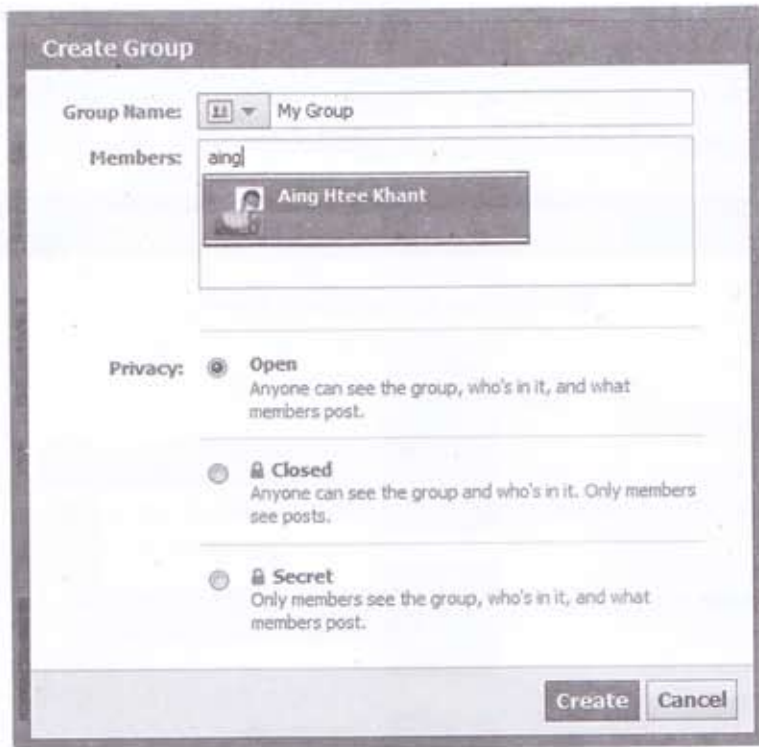 Create Group
Group Name: My Group
Members: aing
Aing Htee Khant
Privacy: Open
Anyone can see the group, who's in it, and what
members post.
Closed
Anyone can see the group and who's in it. Only members
see posts.
Secret
Only members see the group, who's in it, and what
members post.
Create Cancel